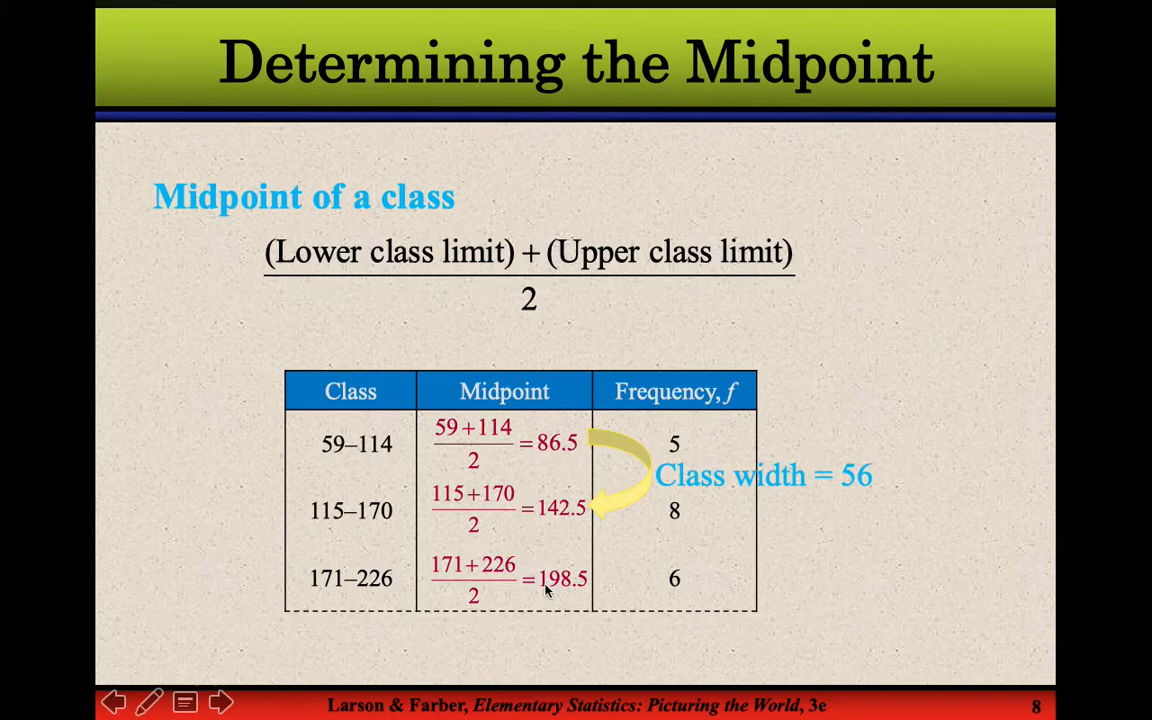 Determining the Midpoint
Midpoint of a class
(Lower class limit) + (Upper class limit)
2
Class Midpoint Frequency, f
59–114 59 + 114 / 2 = 86.5 5
Class width = 56
115–170 115 + 170 / 2 = 142.5 8
171–226 171 + 226 / 2 = 198.5 6
Larson & Farber, Elementary Statistics: Picturing the World, 3e 8